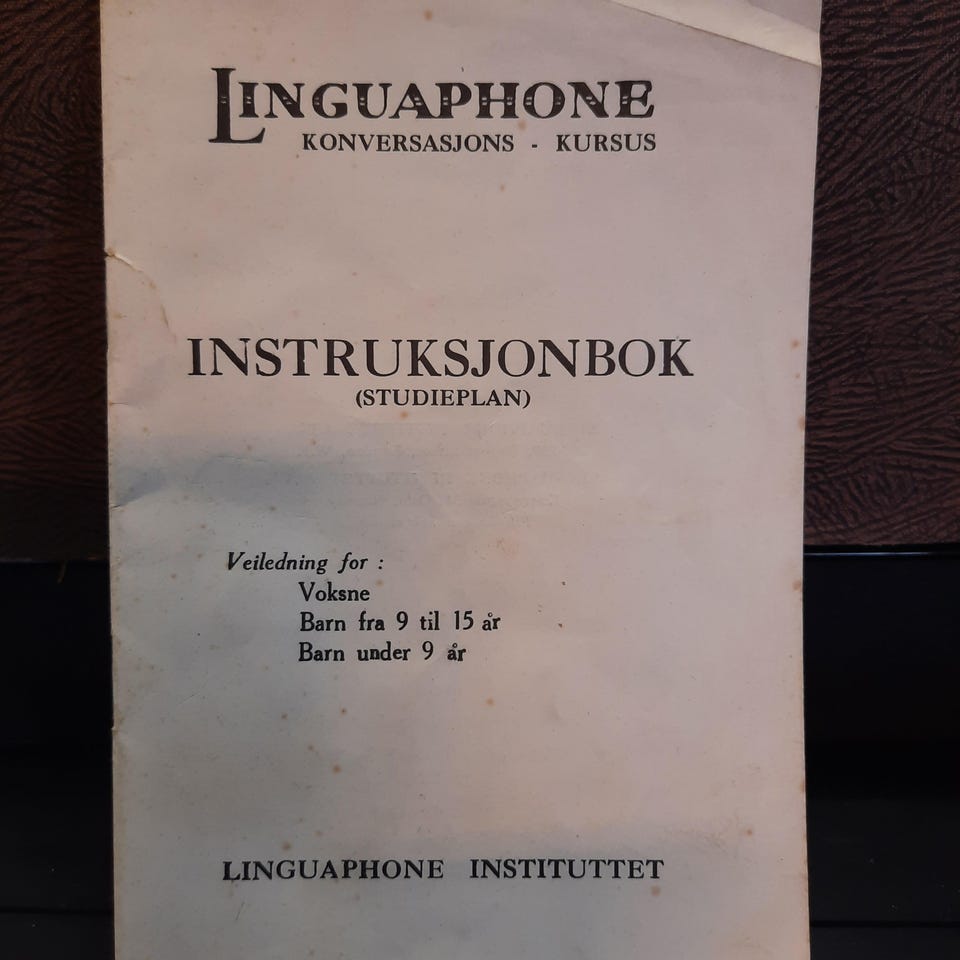 LINGUAPHONE
KONVERSASJONS - KURSUS
INSTRUKSJONBOK
(STUDIEPLAN)
Veiledning for :
Voksne
Barn fra 9 til 15 år
Barn under 9 år
LINGUAPHONE INSTITUTTET